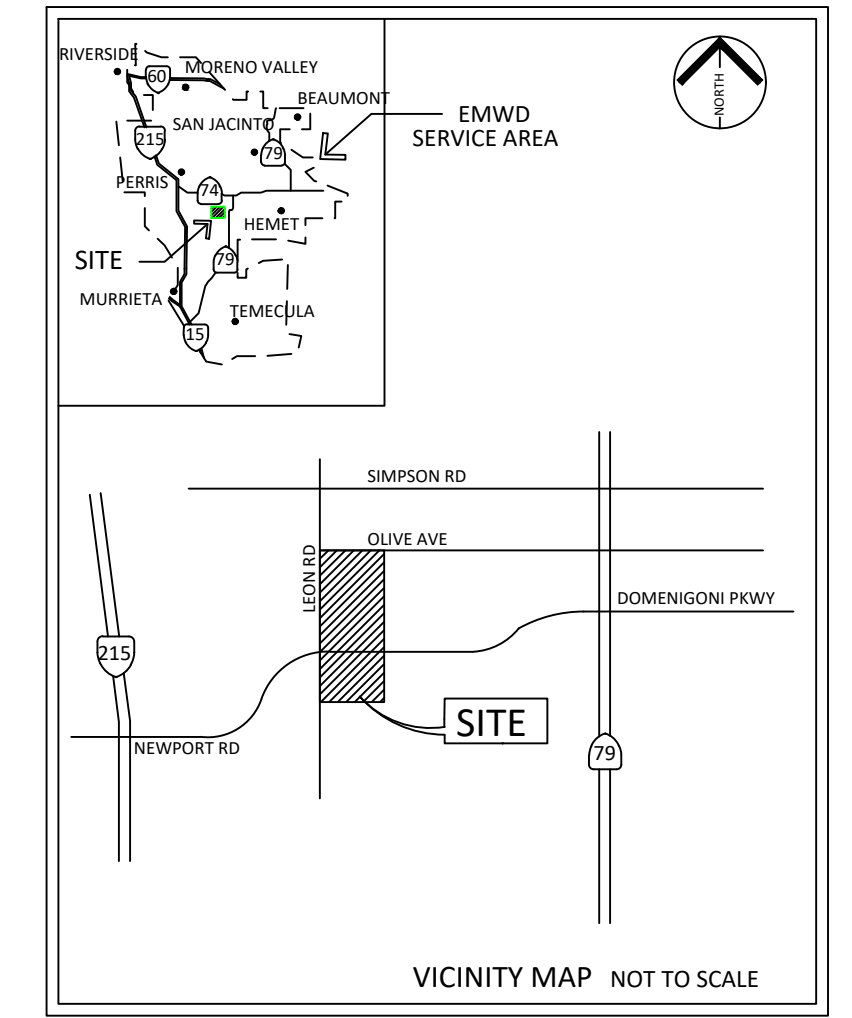 RIVERSIDE
60
MORENO VALLEY
BEAUMONT
SAN JACINTO
215
79
PERRIS
74
HEMET
SITE
79
MURRIETA
TEMECULA
15
EMWD
SERVICE AREA
NORTH
SIMPSON RD
OLIVE AVE
LEON RD
DOMENIGONI PKWY
215
SITE
NEWPORT RD
79
VICINITY MAP NOT TO SCALE